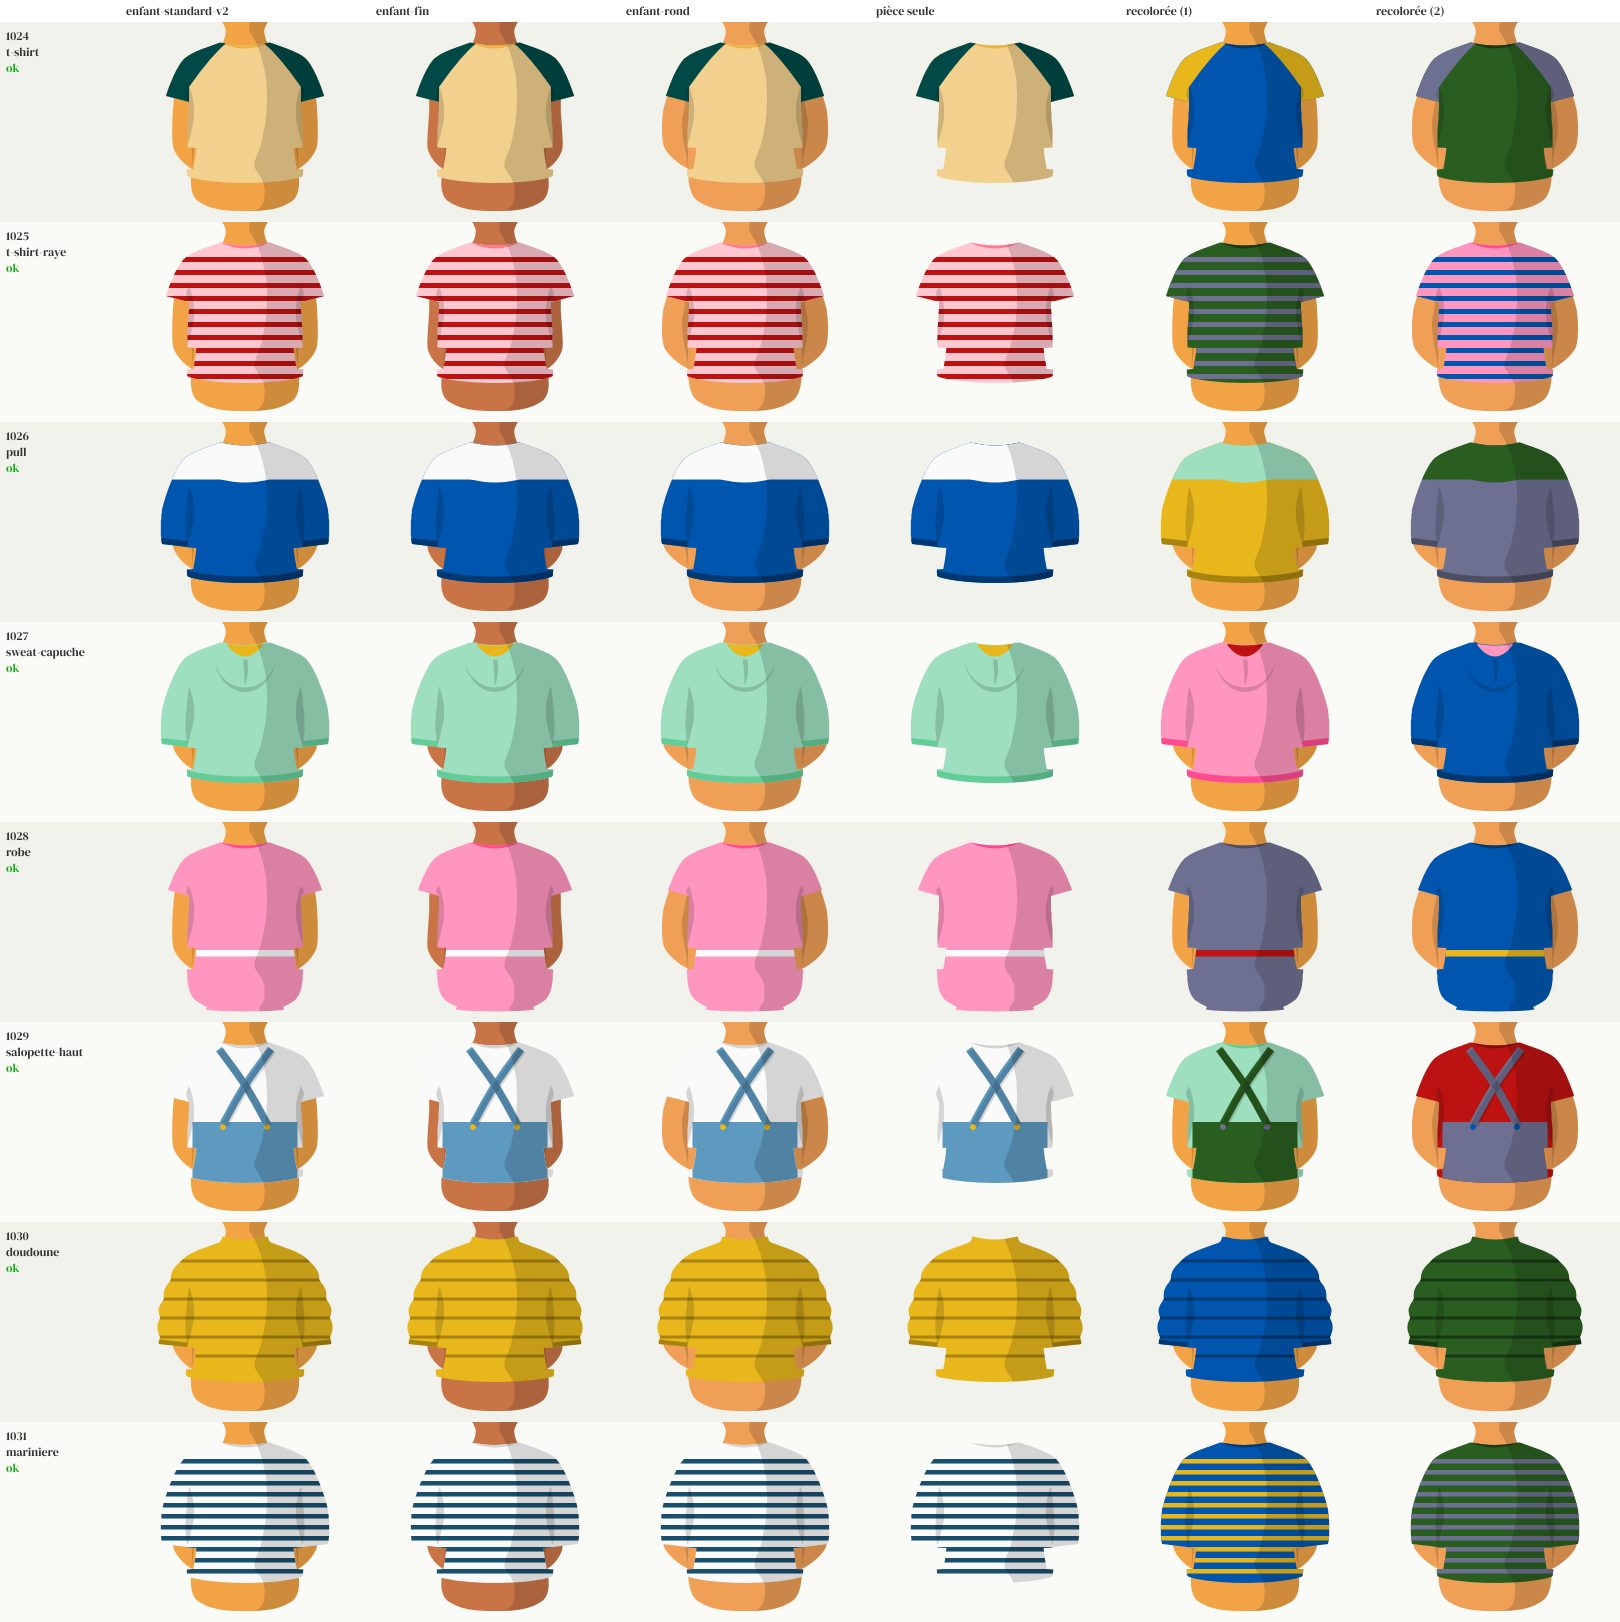 enfant-standard-v2 enfant-fin enfant-rond pièce seule recolorée (1) recolorée (2)
1024
t-shirt
ok
1025
t-shirt-raye
ok
1026
pull
ok
1027
sweat-capuche
ok
1028
robe
ok
1029
salopette-haut
ok
1030
doudoune
ok
1031
mariniere
ok